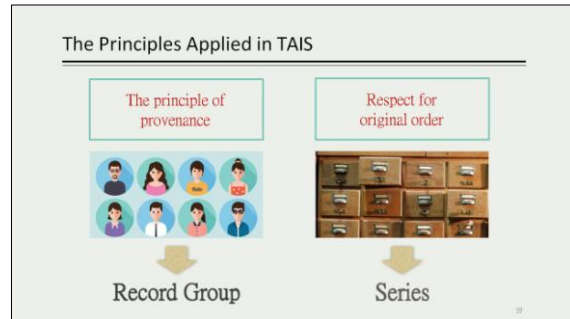 The Principles Applied in TAIS
The principle of
provenance
Respect for
original order
Record Group
Series